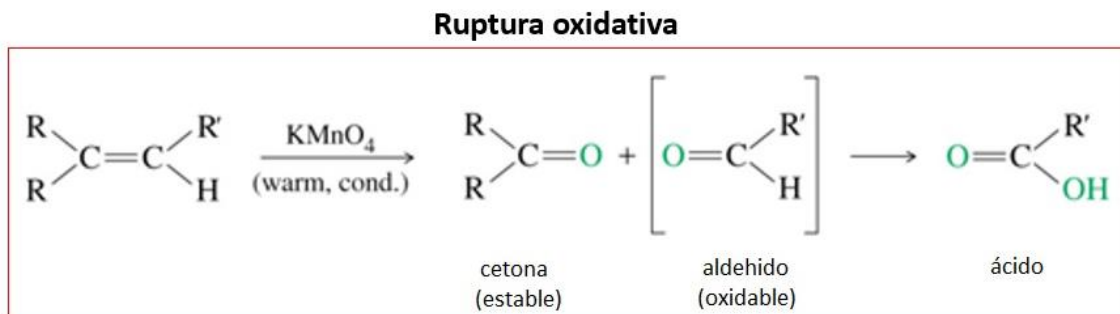 Ruptura oxidativa
R
R
C=C
R'
H
KMnO₄
(warm, cond.)
R
R
C=O
+
O=C
R'
H
O=C
R'
OH
cetona
(estable)
aldehido
(oxidable)
ácido